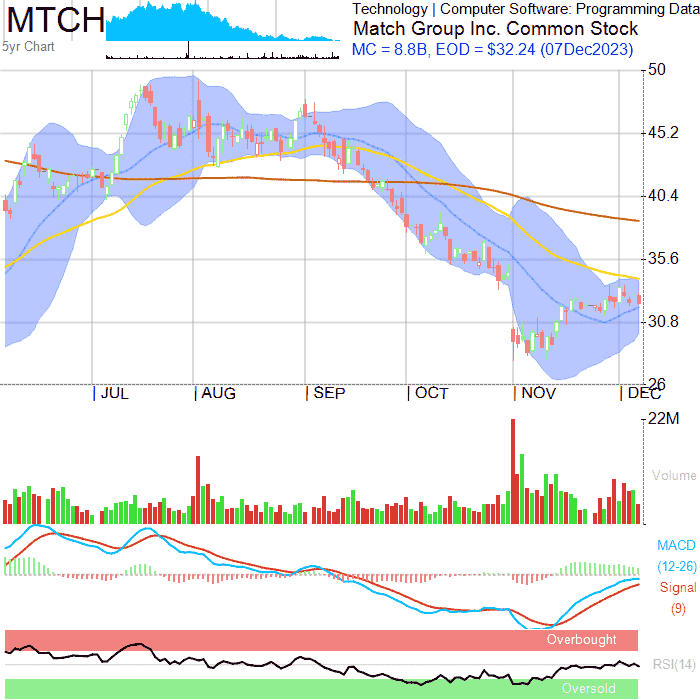 MTCH
5yr Chart
Technology | Computer Software: Programming Data
Match Group Inc. Common Stock
MC = 8.8B, EOD = $32.24 (07Dec2023)
50
45.2
40.4
35.6
30.8
26
JUL
AUG
SEP
OCT
NOV
DEC
22M
Volume
MACD
(12-26)
Signal
(9)
Overbought
RSI(14)
Oversold